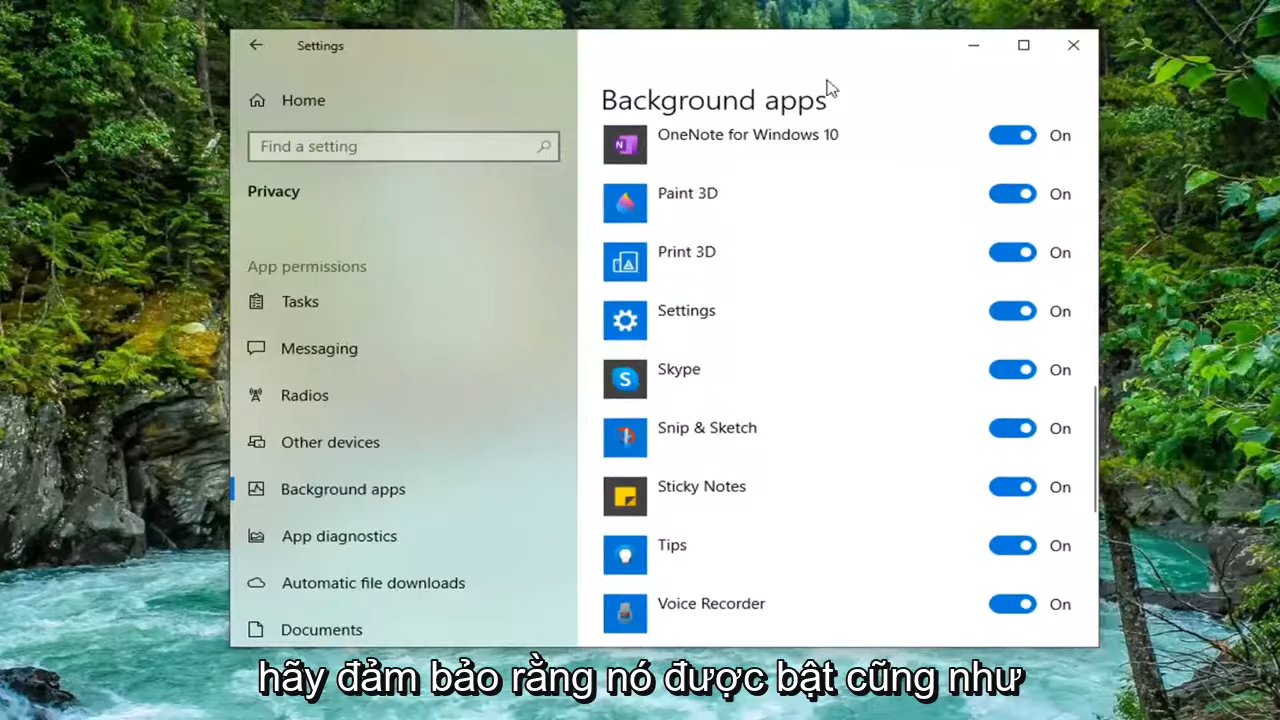 Settings
Home
Find a setting
Privacy
App permissions
Tasks
Messaging
Radios
Other devices
Background apps
App diagnostics
Automatic file downloads
Documents
Background apps
N
OneNote for Windows 10
On
Paint 3D
On
Print 3D
On
Settings
On
S
Skype
On
Snip & Sketch
On
Sticky Notes
On
Tips
On
Voice Recorder
On
hãy đảm bảo rằng nó được bật cũng như